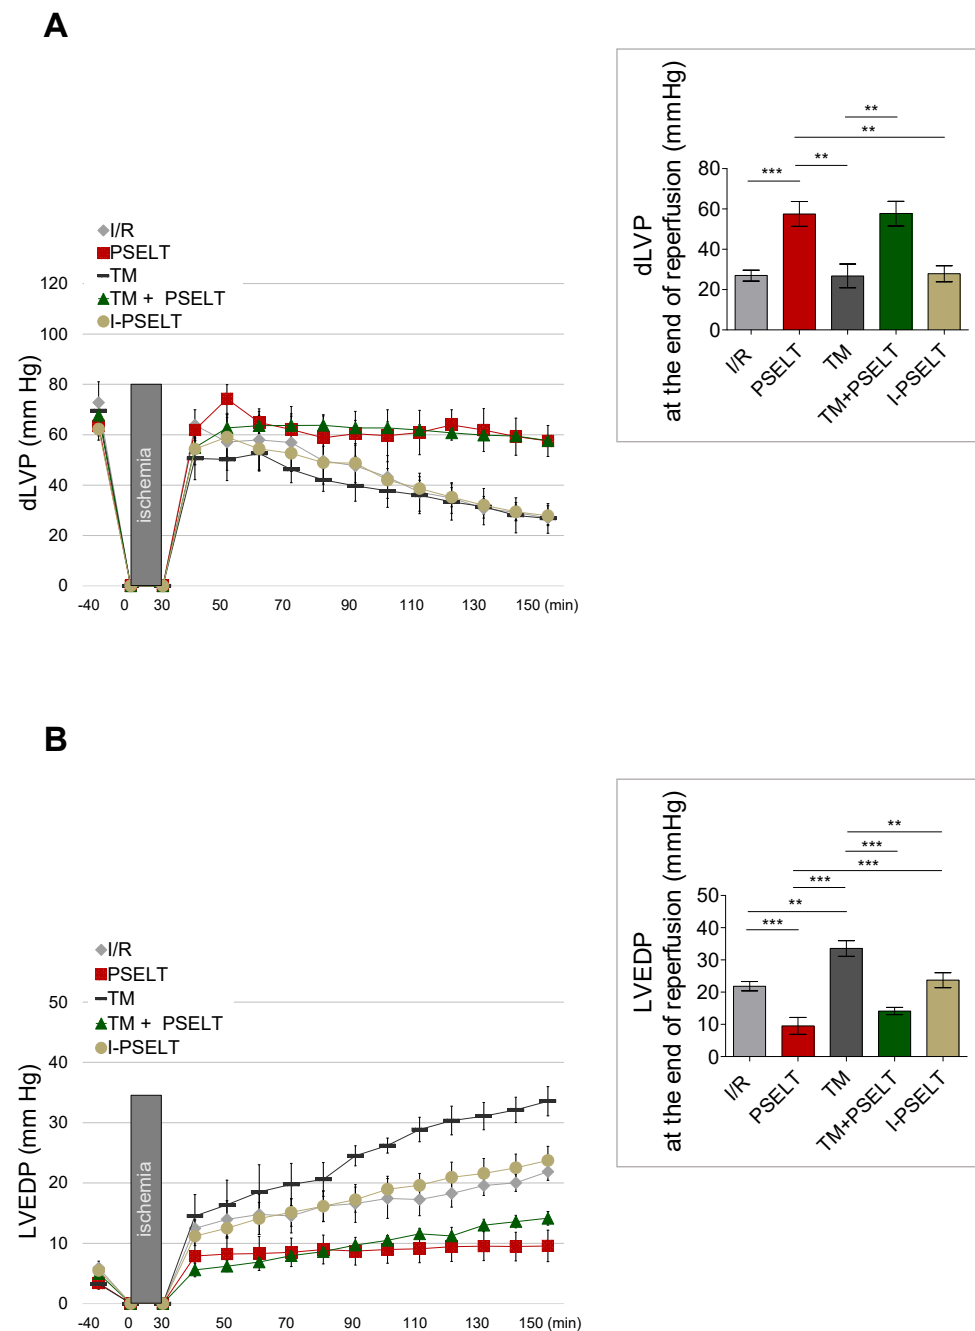 A
I/R
PSELT
TM
TM + PSELT
I-PSELT
120
100
80
60
40
20
0
dLVP (mm Hg)
ischemia
-40 0 30 50 70 90 110 130 150 (min)
dLVP
at the end of reperfusion (mmHg)
**
**
**
***
80
60
40
20
0
I/R PSELT TM TM+PSELT I-PSELT
B
I/R
PSELT
TM
TM + PSELT
I-PSELT
50
40
30
20
10
0
LVEDP (mm Hg)
ischemia
-40 0 30 50 70 90 110 130 150 (min)
LVEDP
at the end of reperfusion (mmHg)
**
***
***
***
**
***
50
40
30
20
10
0
I/R PSELT TM TM+PSELT I-PSELT